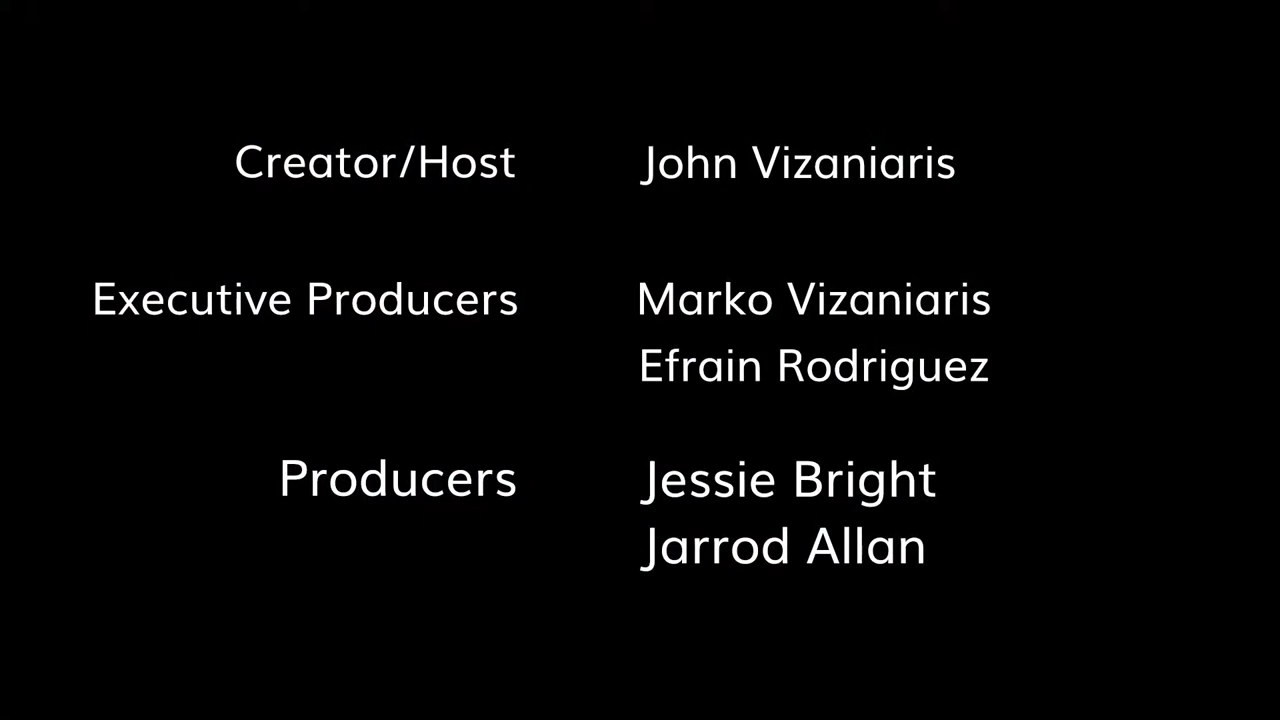 Creator/Host John Vizaniaris
Executive Producers Marko Vizaniaris
Efrain Rodriguez
Producers Jessie Bright
Jarrod Allan